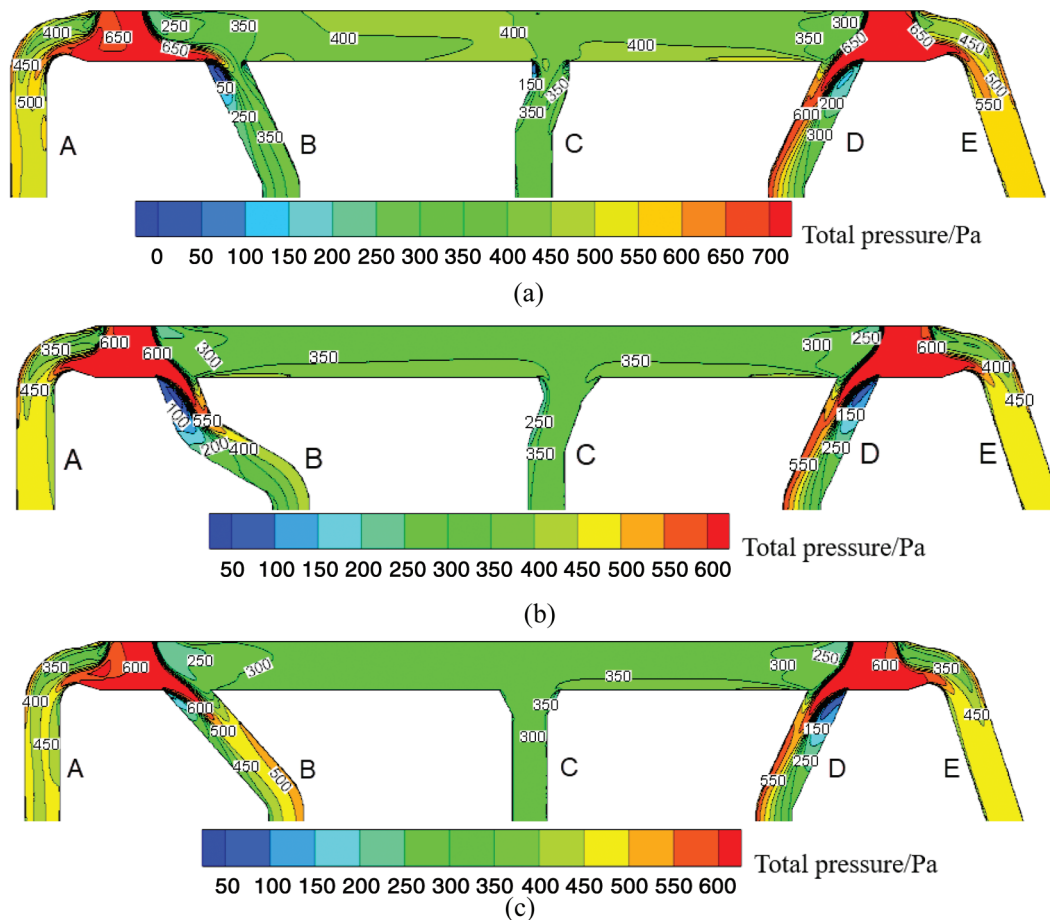 400 650 250 350 400 400 400 300 650 650 450
450 650 500
500 50 150 350 200 550
250 350 600
A 350 B C 300 D E
0 50 100 150 200 250 300 350 400 450 500 550 600 650 700 Total pressure/Pa
(a)
350 600 600 300 350 350 300 250 600 400
450 100 550 250 150 450
200 400 350 250
A B C 550 D E
50 100 150 200 250 300 350 400 450 500 550 600 Total pressure/Pa
(b)
350 600 250 300 350 300 250 600 350
400 600 350 450
450 500 300 150
450 500 250
A B C 550 D E
50 100 150 200 250 300 350 400 450 500 550 600 Total pressure/Pa
(c)